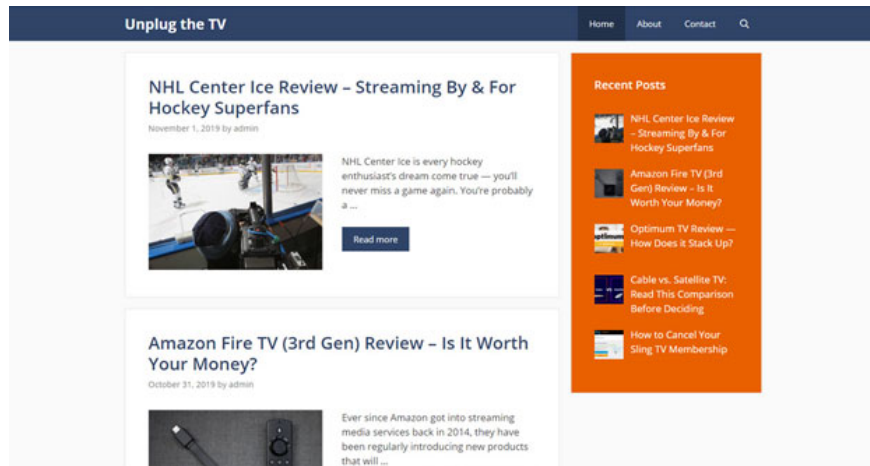 Unplug the TV
Home About Contact
NHL Center Ice Review – Streaming By & For
Hockey Superfans
November 1, 2019 by admin
NHL Center Ice is every hockey
enthusiast's dream come true — you'll
never miss a game again. You're probably
a ...
Read more
Amazon Fire TV (3rd Gen) Review – Is It Worth
Your Money?
October 31, 2019 by admin
Ever since Amazon got into streaming
media services back in 2014, they have
been regularly introducing new products
that will ...
Recent Posts
NHL Center Ice Review
– Streaming By & For
Hockey Superfans
Amazon Fire TV (3rd
Gen) Review – Is It
Worth Your Money?
optimum
Optimum TV Review —
How Does it Stack Up?
Cable vs. Satellite TV:
Read This Comparison
Before Deciding
How to Cancel Your
Sling TV Membership